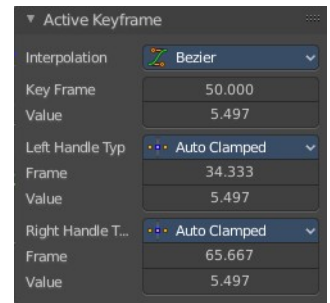 Active Keyframe
Interpolation Bezier
Key Frame 50.000
Value 5.497
Left Handle Typ Auto Clamped
Frame 34.333
Value 5.497
Right Handle T... Auto Clamped
Frame 65.667
Value 5.497